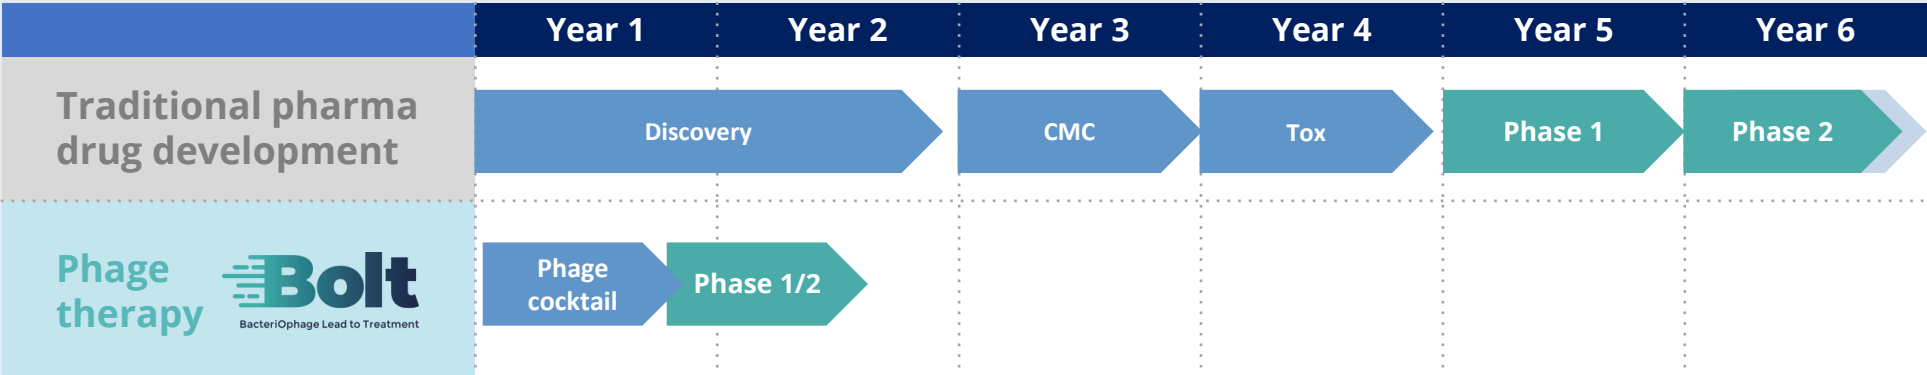 Year 1 Year 2 Year 3 Year 4 Year 5 Year 6
Traditional pharma
drug development
Discovery CMC Tox Phase 1 Phase 2
Phage
therapy
Bolt
BacteriOphage Lead to Treatment
Phage
cocktail
Phase 1/2